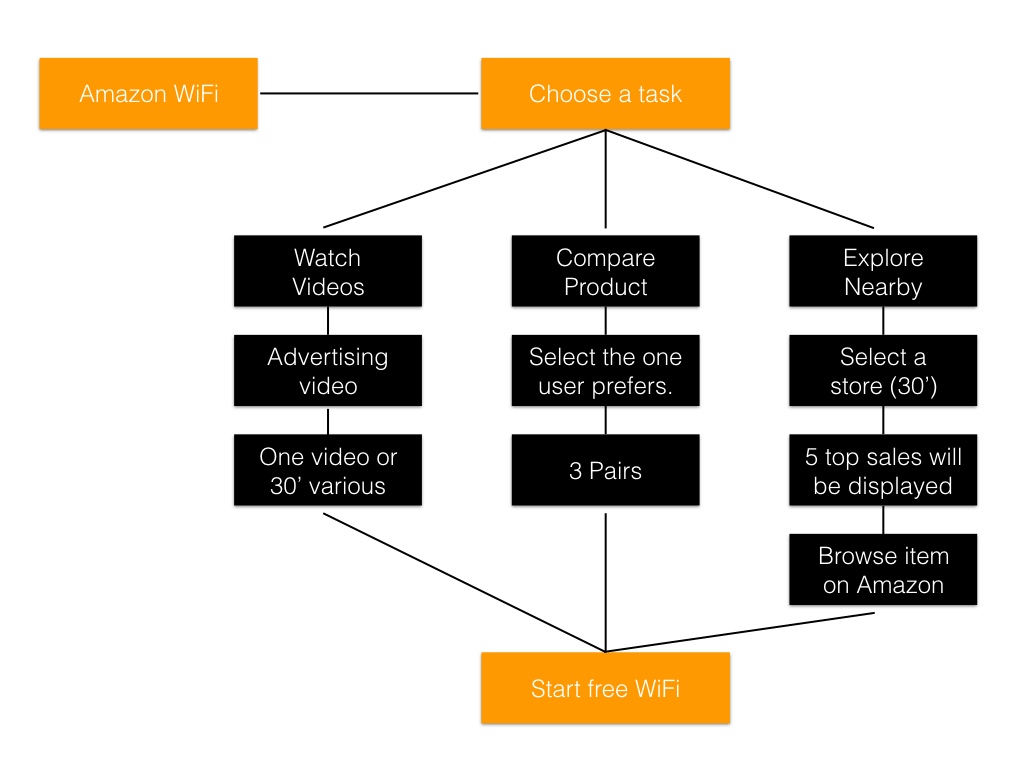 Amazon WiFi
Choose a task
Watch
Videos
Compare
Product
Explore
Nearby
Advertising
video
Select the one
user prefers.
Select a
store (30’)
One video or
30’ various
3 Pairs
5 top sales will
be displayed
Browse item
on Amazon
Start free WiFi